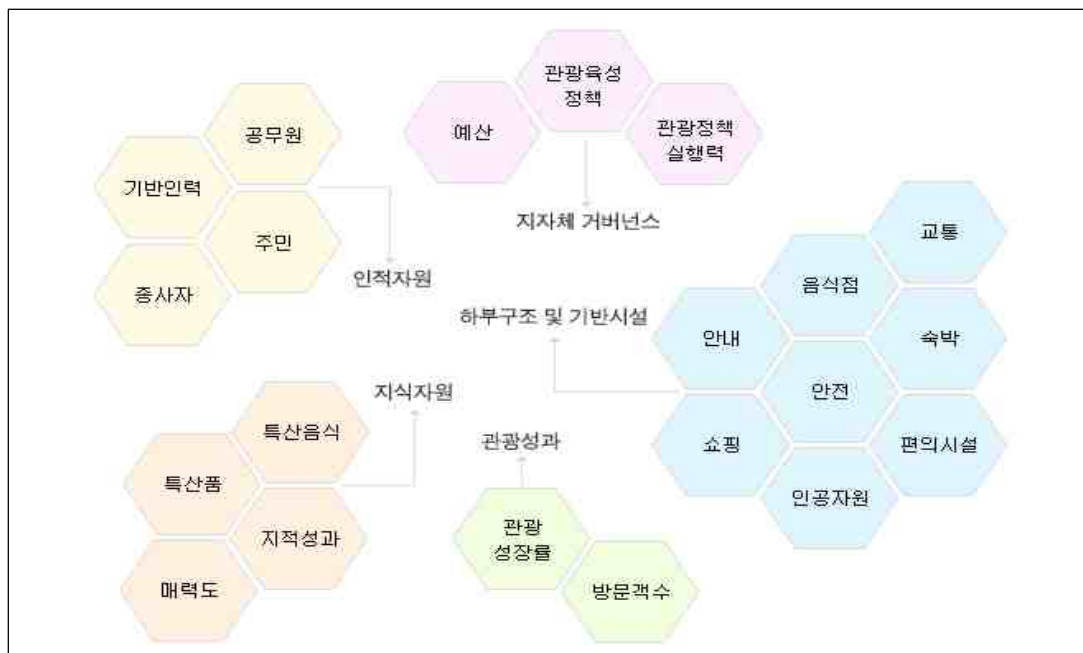 공무원
기반인력
주민
종사자
인적자원
예산
관광육성
정책
관광정책
실행력
지자체 거버넌스
교통
음식점
안내
숙박
안전
쇼핑
편의시설
인공자원
하부구조 및 기반시설
특산음식
특산품
지적성과
매력도
지식자원
관광성과
관광
성장률
방문객수